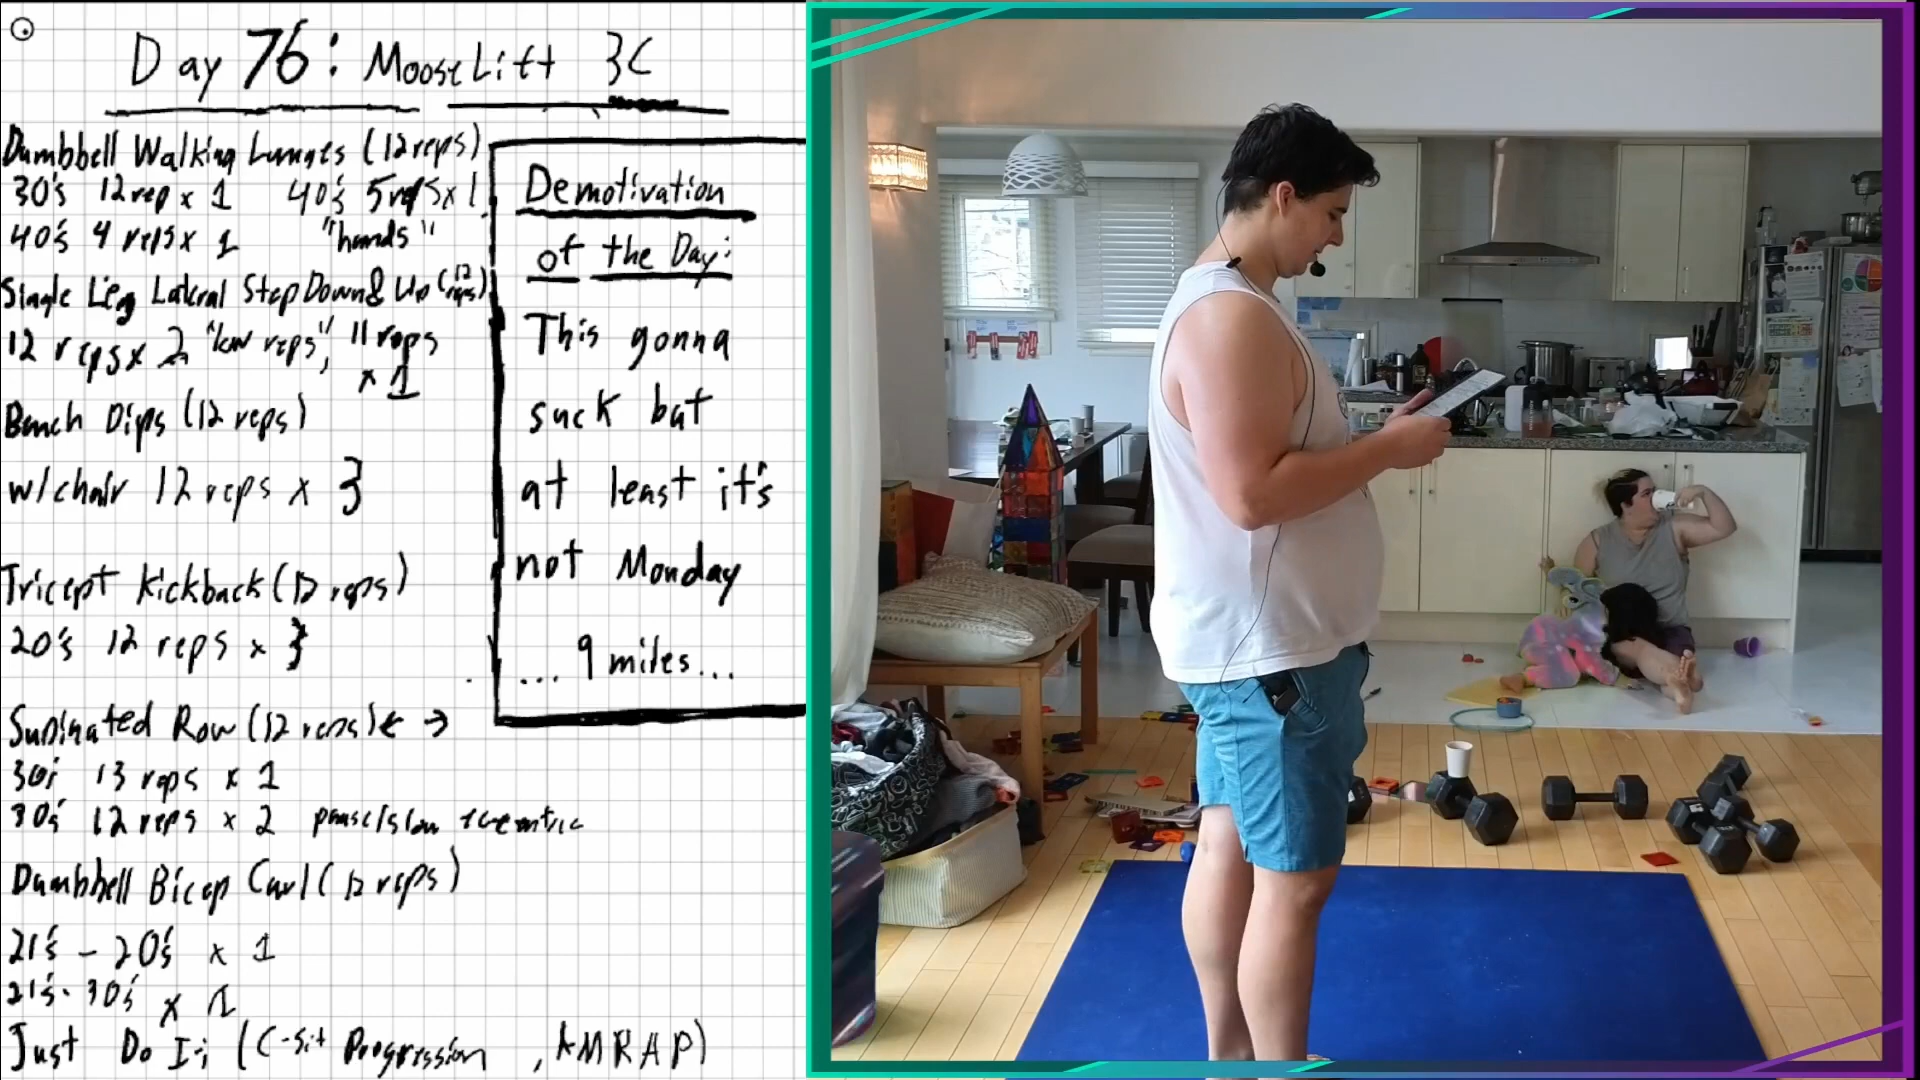 Day 76: MooseLift 3C
Dumbbell Walking Lunges (12 reps)
30's 12 rep x 1 40's 5 reps x 1
40's 4 reps x 1 "hands"
Single Leg Lateral Step Down & Up (12 reps)
12 reps x 2 "low reps", 11 reps
x 1
Bench Dips (12 reps)
w/chair 12 reps x 3
Tricept Kickback (12 reps)
20's 12 reps x 3
Supinated Row (12 reps) ← →
30's 13 reps x 1
30's 12 reps x 2 pause/slow
Dumbbell Bicep Curl (12 reps)
21's - 20's x 1
21's - 30's x 1
Just Do It (C-Sit Progression, AMRAP)
Demotivation
of the Day:
This gonna
suck but
at least it's
not Monday
... 9 miles...